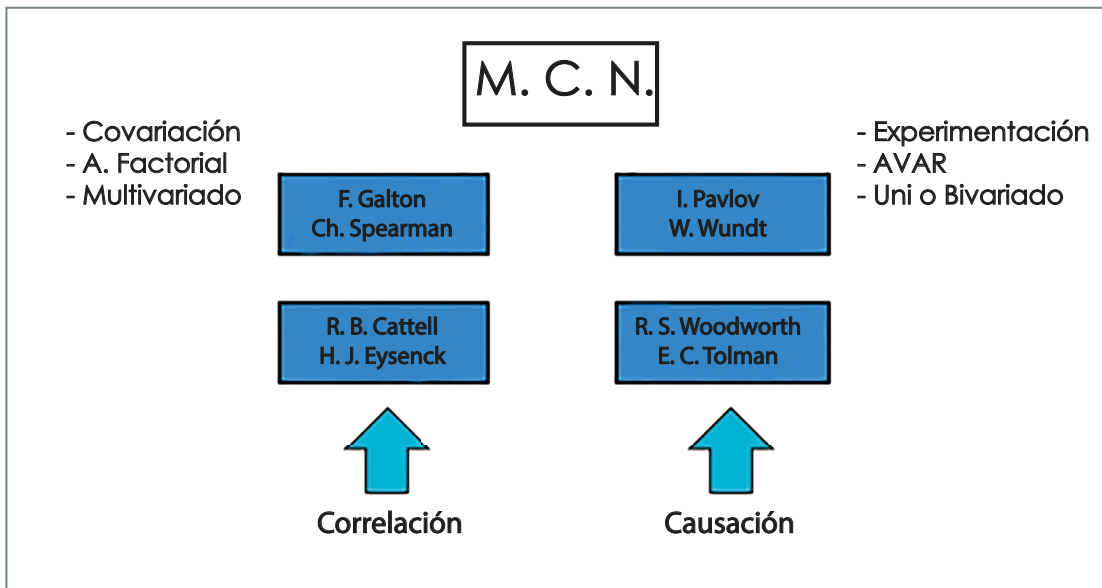 M. C. N.
- Covariación
- A. Factorial
- Multivariado
- Experimentación
- AVAR
- Uni o Bivariado
F. Galton
Ch. Spearman
I. Pavlov
W. Wundt
R. B. Cattell
H. J. Eysenck
R. S. Woodworth
E. C. Tolman
Correlación
Causación